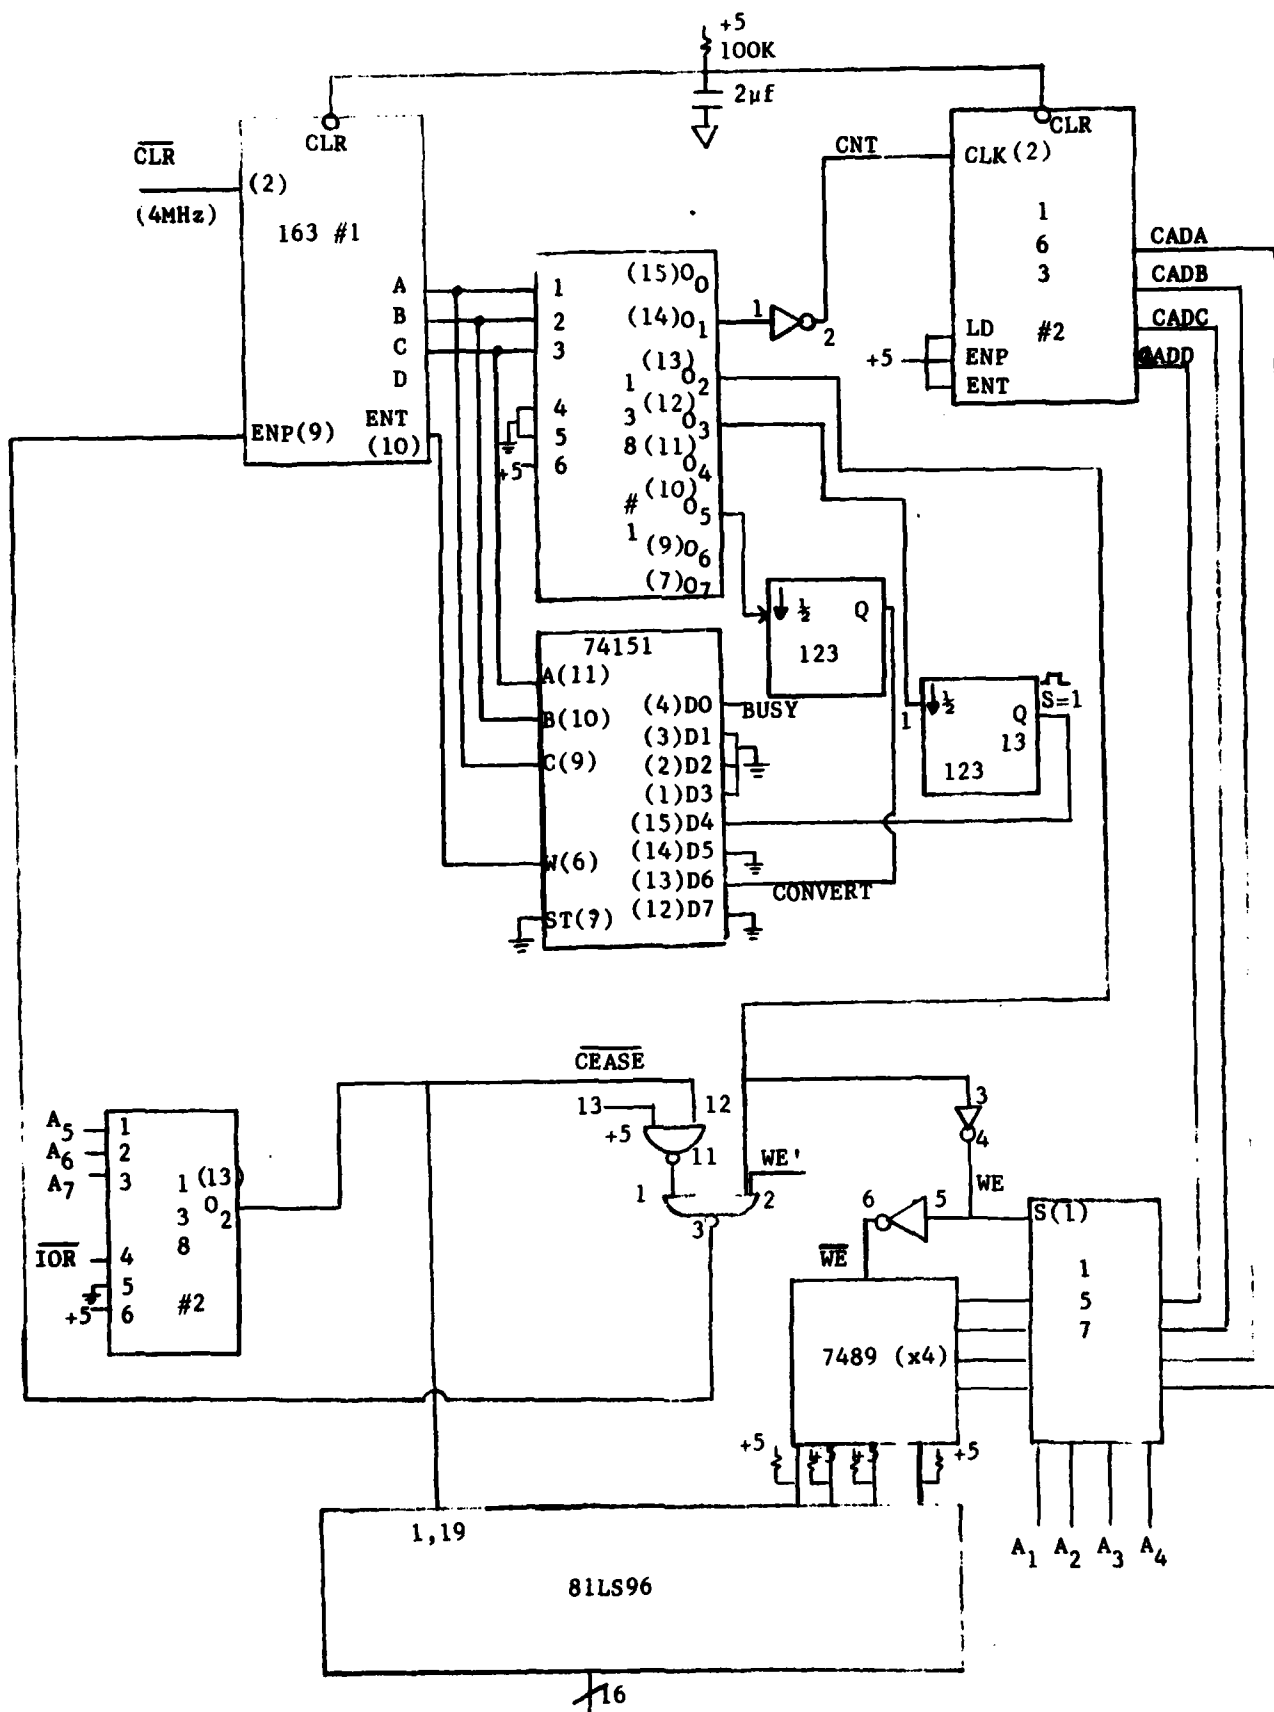 +5
100K
2µf
CLR
(4MHz)
(2)
CLR
163 #1
A
B
C
D
ENP(9)
ENT
(10)
CNT
CLR
CLK(2)
1
6
3
#2
LD
ENP
ENT
+5
CADA
CADB
CADC
CADD
1
2
3
4
5
6
+5
1
3
8
#
1
(15)O0
(14)O1
(13)O2
(12)O3
(11)O4
(10)O5
(9)O6
(7)O7
1
2
½
Q
123
1
½
Q
13
123
S=1
74151
A(11)
B(10)
C(9)
W(6)
ST(7)
(4)D0
(3)D1
(2)D2
(1)D3
(15)D4
(14)D5
(13)D6
(12)D7
BUSY
CONVERT
CEASE
13
+5
12
11
1
2
3
WE'
3
4
WE
5
6
WE
A5
A6
A7
IOR
+5
1
2
3
4
5
6
1
3
8
#2
(13)
O2
S(1)
1
5
7
7489 (x4)
+5
+5
+5
+5
A1 A2 A3 A4
1,19
81LS96
16